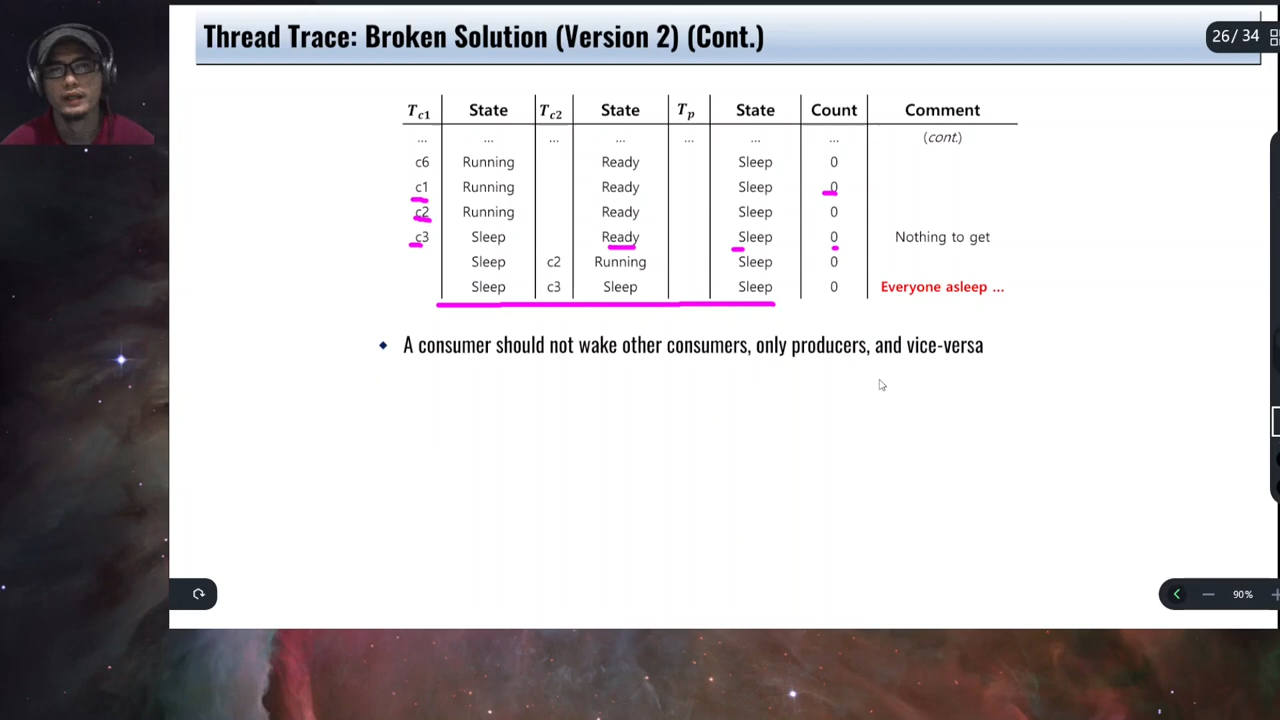 Thread Trace: Broken Solution (Version 2) (Cont.)
26 / 34
Tc1 State Tc2 State Tp State Count Comment
... ... ... ... ... ... ... (cont.)
c6 Running Ready Sleep 0
c1 Running Ready Sleep 0
c2 Running Ready Sleep 0
c3 Sleep Ready Sleep 0 Nothing to get
Sleep c2 Running Sleep 0
Sleep c3 Sleep Sleep 0 Everyone asleep ...
A consumer should not wake other consumers, only producers, and vice-versa
90%